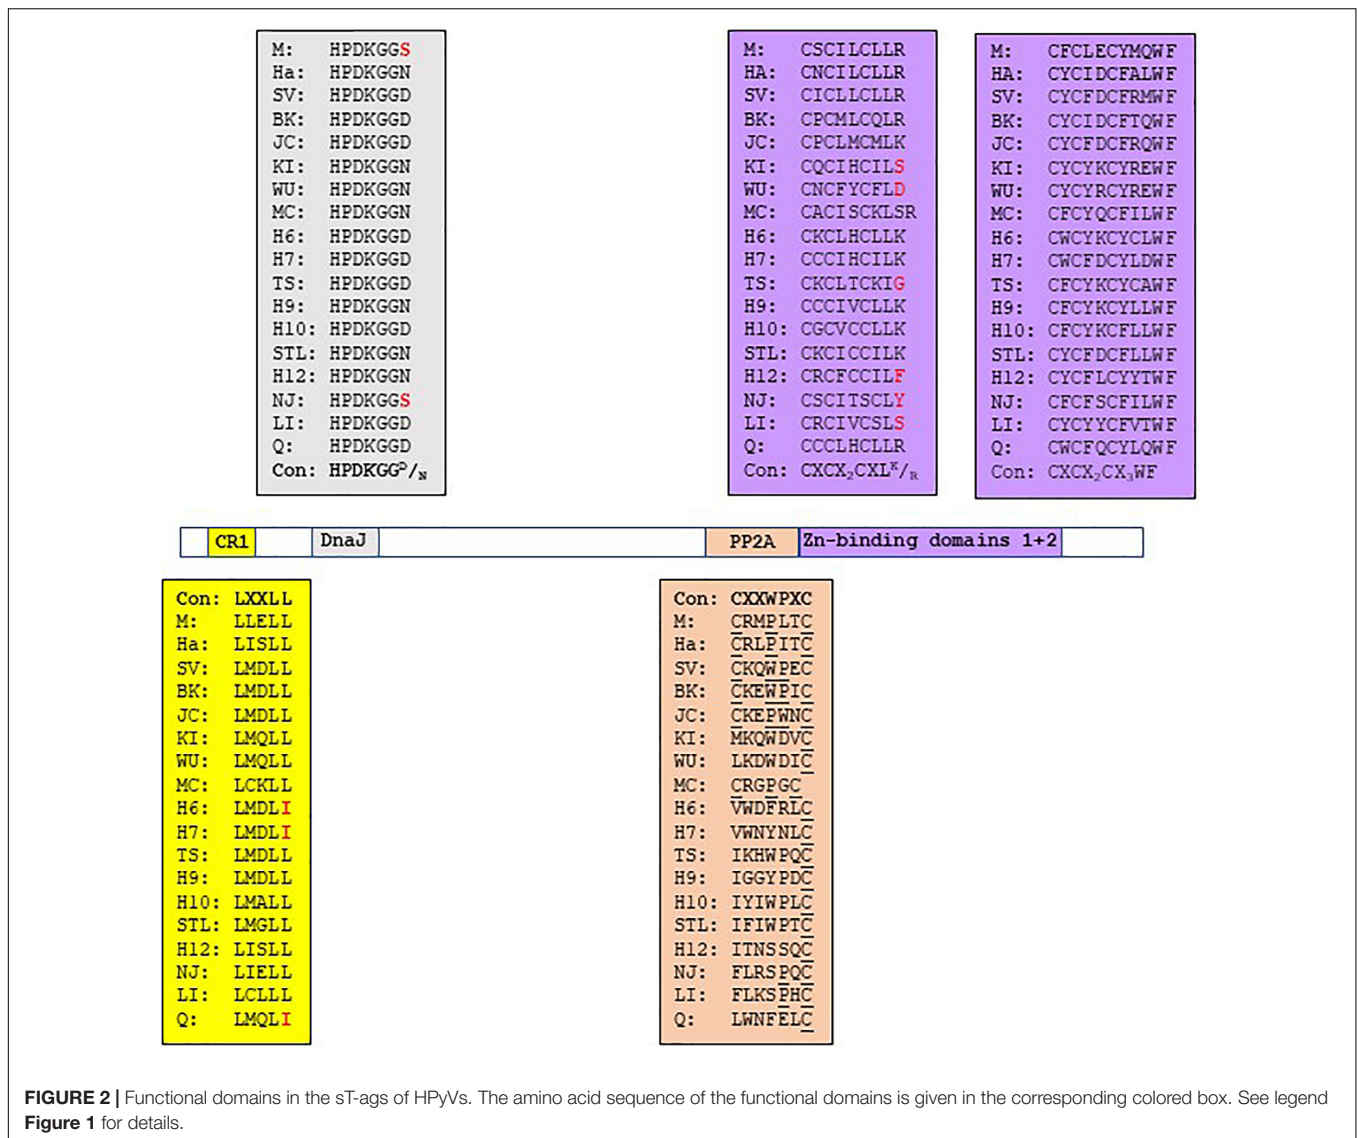 M: HPDKGGS
Ha: HPDKGGN
SV: HPDKGGD
BK: HPDKGGD
JC: HPDKGGD
KI: HPDKGGN
WU: HPDKGGN
MC: HPDKGGN
H6: HPDKGGD
H7: HPDKGGD
TS: HPDKGGD
H9: HPDKGGN
H10: HPDKGGD
STL: HPDKGGN
H12: HPDKGGN
NJ: HPDKGGS
LI: HPDKGGD
Q: HPDKGGD
Con: HPDKGGᴰ/ɴ
M: CSCILCLLR
HA: CNCILCLLR
SV: CICLLCLLR
BK: CPCMLCQLR
JC: CPCLMCMLK
KI: CQCIHCILS
WU: CNCFYCFLD
MC: CACISCKLSR
H6: CKCLHCLLK
H7: CCCIHCILK
TS: CKCLTCKIG
H9: CCCIVCLLK
H10: CGCVCCLLK
STL: CKCICCILK
H12: CRCFCCILF
NJ: CSCITSCLY
LI: CRCIVCSLS
Q: CCCLHCLLR
Con: CXCX₂CXLᴷ/ʀ
M: CFCLECYMQWF
HA: CYCIDCFALWF
SV: CYCFDCFRMWF
BK: CYCIDCFTQWF
JC: CYCFDCFRQWF
KI: CYCYKCYREWF
WU: CYCYRCYREWF
MC: CFCYQCFILWF
H6: CWCYKCYCLWF
H7: CWCFDCYLDWF
TS: CFCYKCYCAWF
H9: CFCYKCYLLWF
H10: CFCYKCFLLWF
STL: CYCFDCFLLWF
H12: CYCFLCYYTWF
NJ: CFCFSCFILWF
LI: CYCYYCFVTWF
Q: CWCFQCYLQWF
Con: CXCX₂CX₃WF
CR1 DnaJ PP2A Zn-binding domains 1+2
Con: LXXLL
M: LLELL
Ha: LISLL
SV: LMDLL
BK: LMDLL
JC: LMDLL
KI: LMQLL
WU: LMQLL
MC: LCKLL
H6: LMDLI
H7: LMDLI
TS: LMDLL
H9: LMDLL
H10: LMALL
STL: LMGLL
H12: LISLL
NJ: LIELL
LI: LCLLL
Q: LMQLI
Con: CXXWPXC
M: CRMPLTC
Ha: CRLPITC
SV: CKQWPEC
BK: CKEWPIC
JC: CKEPWNC
KI: MKQWDVC
WU: LKDWDIC
MC: CRGPGC
H6: VWDFRLC
H7: VWNYNLC
TS: IKHWPQC
H9: IGGYPDC
H10: IYIWPLC
STL: IFIWPTC
H12: ITNSSQC
NJ: FLRSPQC
LI: FLKSPHC
Q: LWNFELC
FIGURE 2 | Functional domains in the sT-ags of HPyVs. The amino acid sequence of the functional domains is given in the corresponding colored box. See legend
Figure 1 for details.